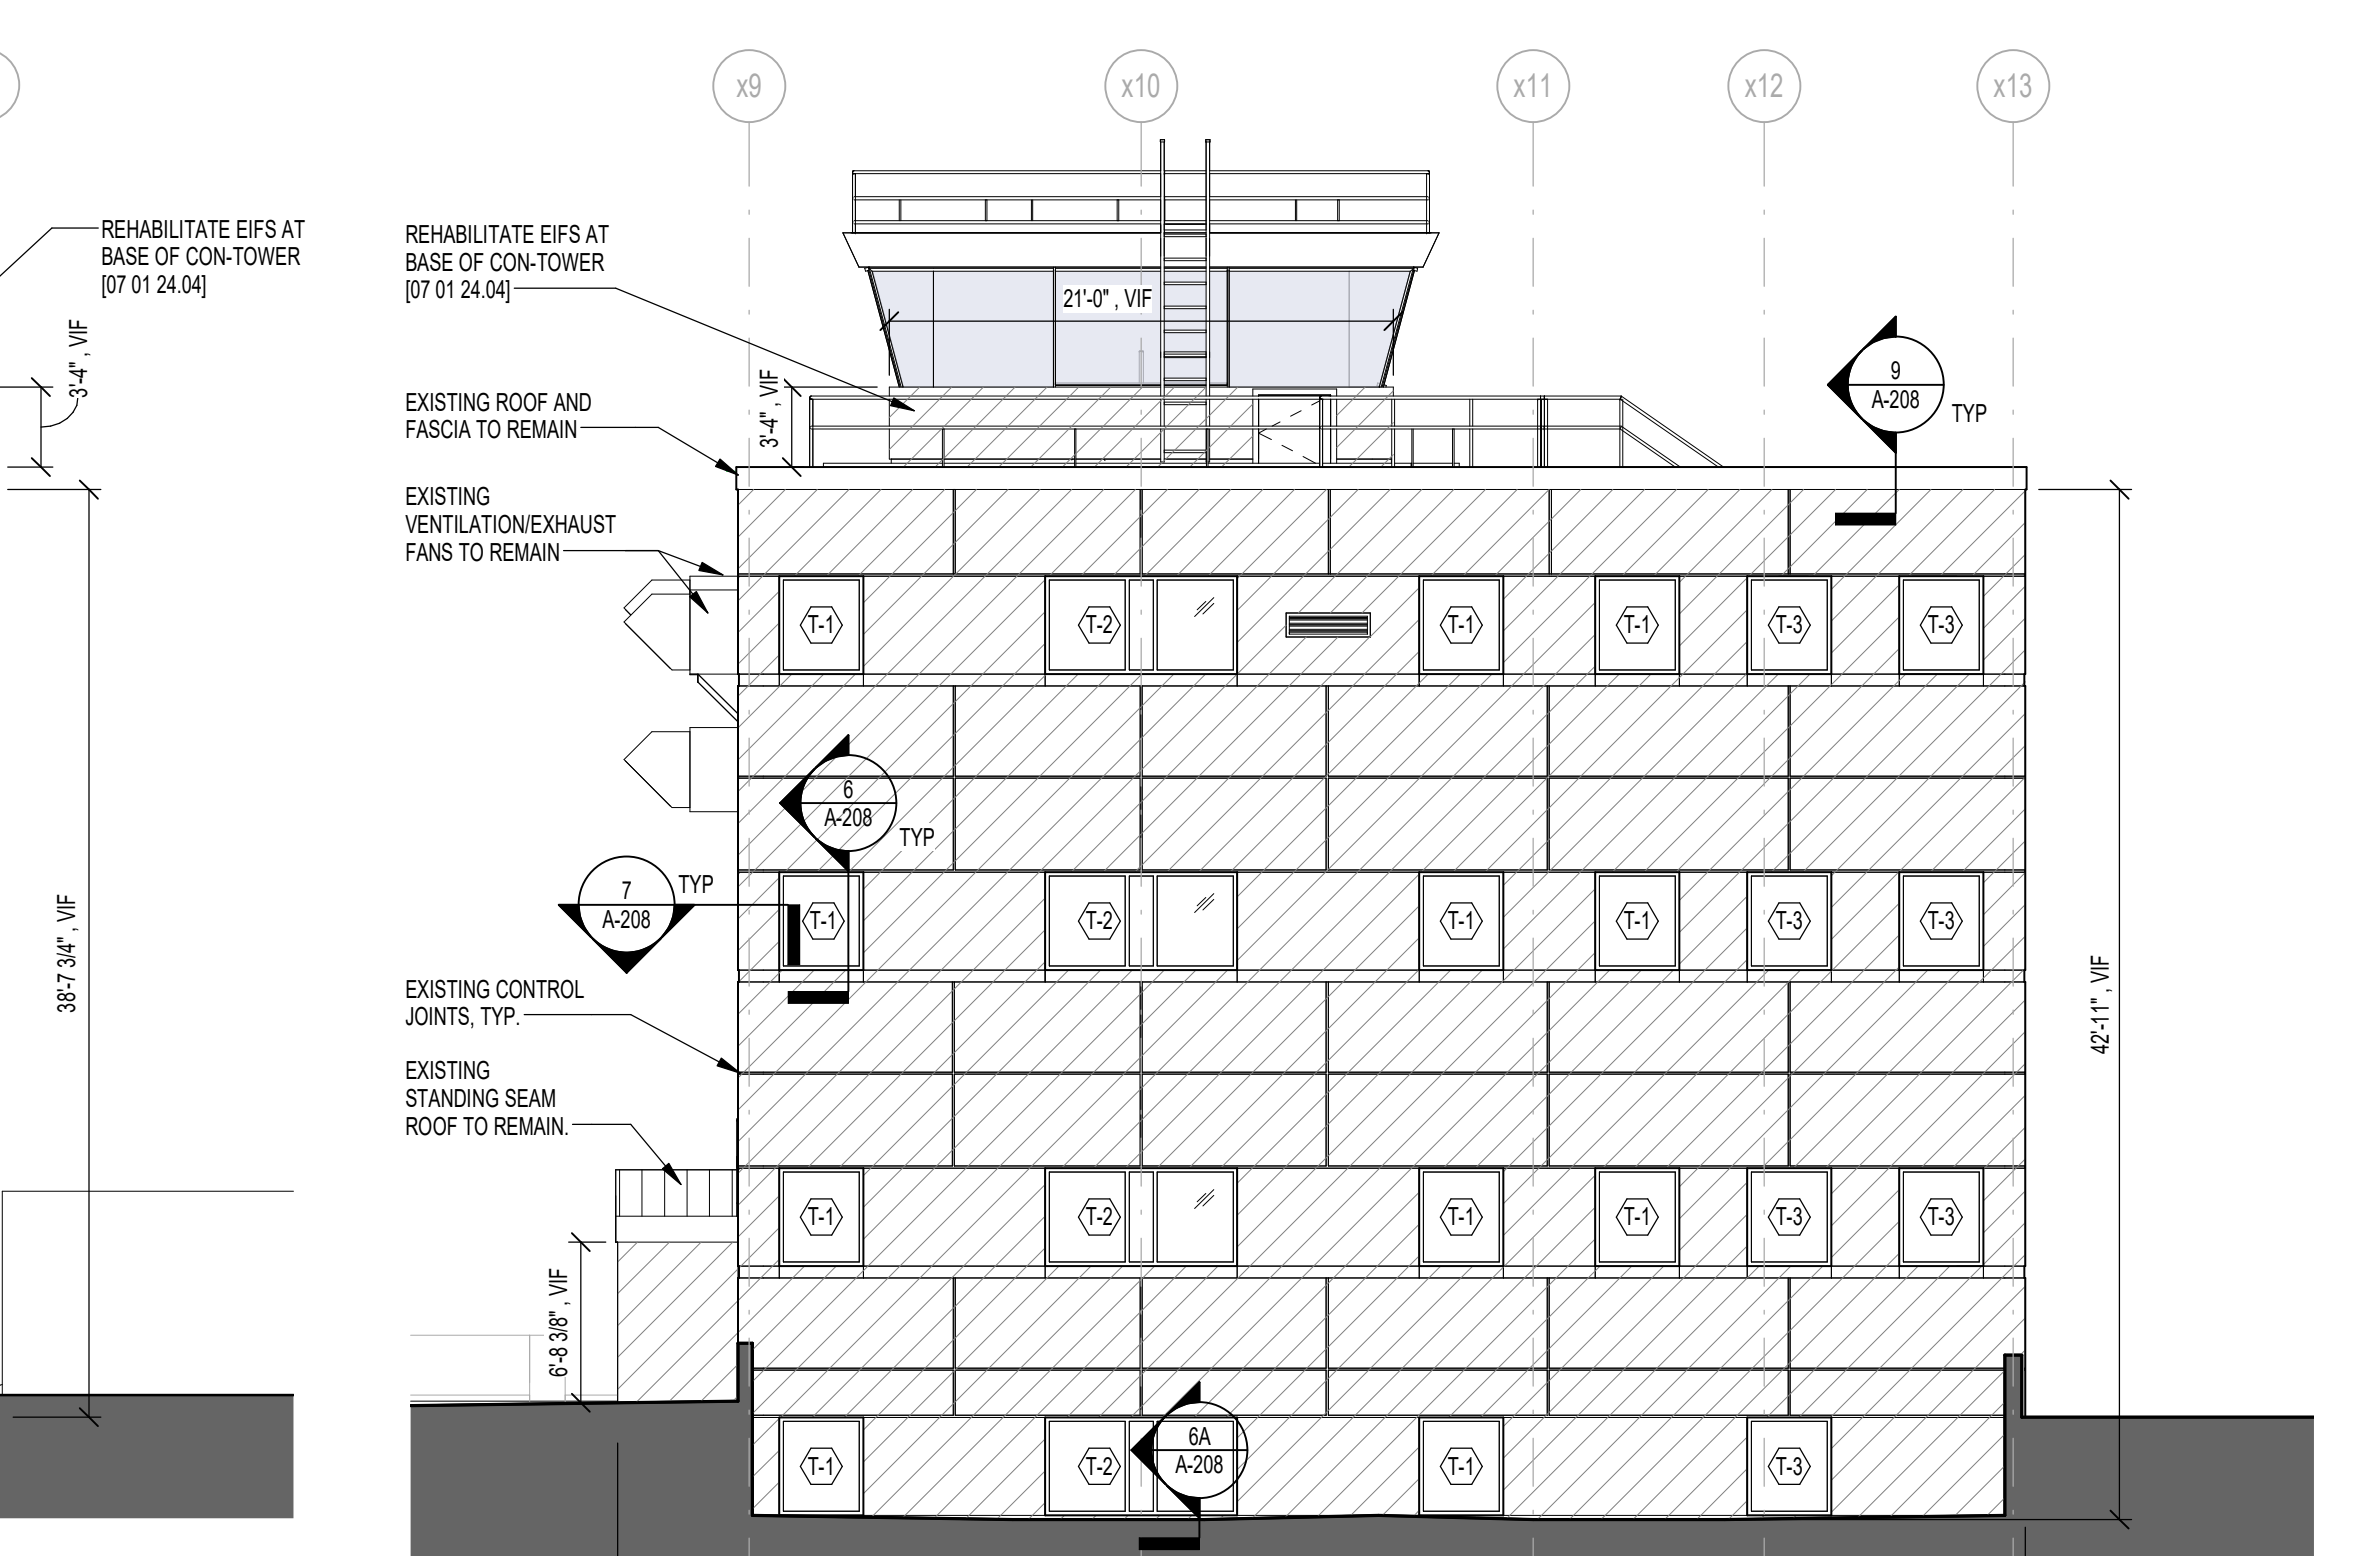 x9
x10
x11
x12
x13
REHABILITATE EIFS AT
BASE OF CON-TOWER
[07 01 24.04]
3'-4" , VIF
38'-7 3/4" , VIF
REHABILITATE EIFS AT
BASE OF CON-TOWER
[07 01 24.04]
21'-0" , VIF
3'-4" , VIF
EXISTING ROOF AND
FASCIA TO REMAIN
9
A-208
TYP
EXISTING
VENTILATION/EXHAUST
FANS TO REMAIN
T-1
T-2
T-1
T-1
T-3
T-3
6
A-208
TYP
7
A-208
TYP
T-1
T-2
T-1
T-1
T-3
T-3
42'-11" , VIF
EXISTING CONTROL
JOINTS, TYP.
EXISTING
STANDING SEAM
ROOF TO REMAIN.
T-1
T-2
T-1
T-1
T-3
T-3
6'-8 3/8" , VIF
T-1
T-2
6A
A-208
T-1
T-3